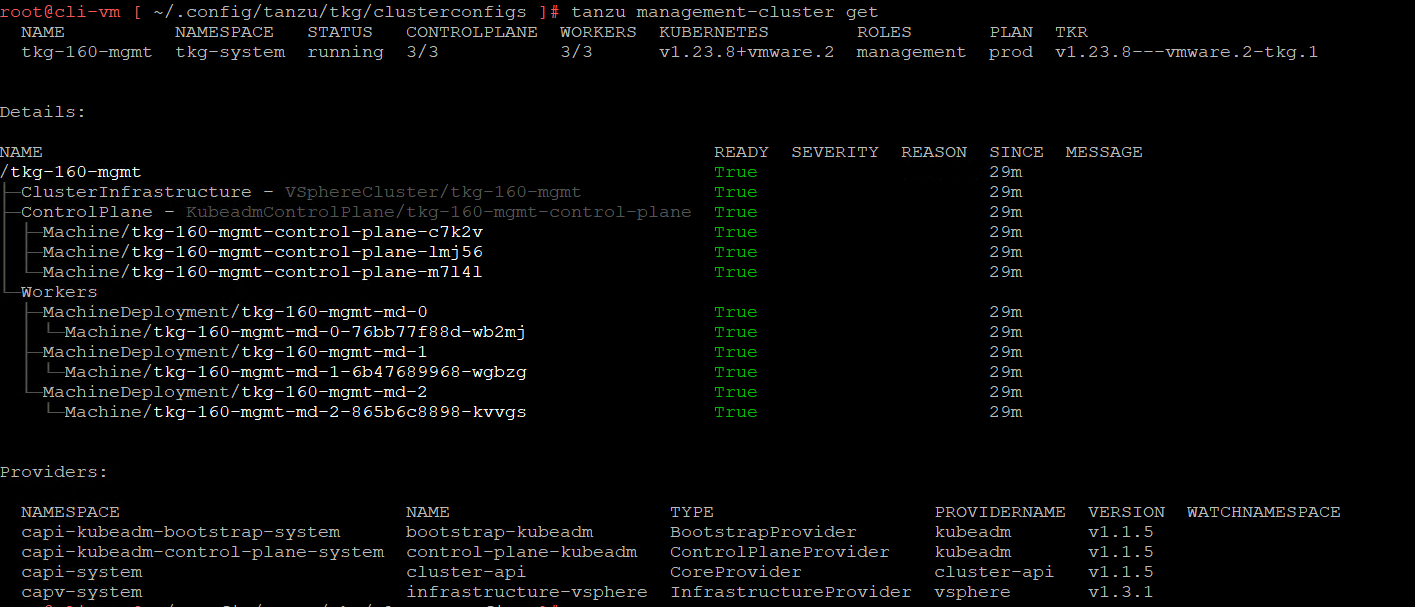 root@cli-vm [ ~/.config/tanzu/tkg/clusterconfigs ]# tanzu management-cluster get
NAME NAMESPACE STATUS CONTROLPLANE WORKERS KUBERNETES ROLES PLAN TKR
tkg-160-mgmt tkg-system running 3/3 3/3 v1.23.8+vmware.2 management prod v1.23.8---vmware.2-tkg.1
Details:
NAME READY SEVERITY REASON SINCE MESSAGE
/tkg-160-mgmt True 29m
├─ClusterInfrastructure - VSphereCluster/tkg-160-mgmt True 29m
├─ControlPlane - KubeadmControlPlane/tkg-160-mgmt-control-plane True 29m
│ ├─Machine/tkg-160-mgmt-control-plane-c7k2v True 29m
│ ├─Machine/tkg-160-mgmt-control-plane-lmj56 True 29m
│ └─Machine/tkg-160-mgmt-control-plane-m7l4l True 29m
└─Workers
├─MachineDeployment/tkg-160-mgmt-md-0 True 29m
│ └─Machine/tkg-160-mgmt-md-0-76bb77f88d-wb2mj True 29m
├─MachineDeployment/tkg-160-mgmt-md-1 True 29m
│ └─Machine/tkg-160-mgmt-md-1-6b47689968-wgbzg True 29m
└─MachineDeployment/tkg-160-mgmt-md-2 True 29m
└─Machine/tkg-160-mgmt-md-2-865b6c8898-kvvgs True 29m
Providers:
NAMESPACE NAME TYPE PROVIDERNAME VERSION WATCHNAMESPACE
capi-kubeadm-bootstrap-system bootstrap-kubeadm BootstrapProvider kubeadm v1.1.5
capi-kubeadm-control-plane-system control-plane-kubeadm ControlPlaneProvider kubeadm v1.1.5
capi-system cluster-api CoreProvider cluster-api v1.1.5
capv-system infrastructure-vsphere InfrastructureProvider vsphere v1.3.1